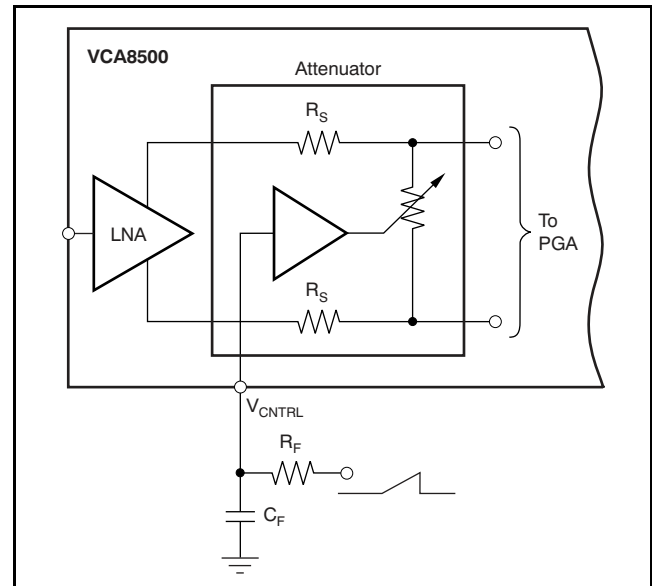 VCA8500
Attenuator
RS
LNA
To
PGA
RS
VCNTRL
RF
CF